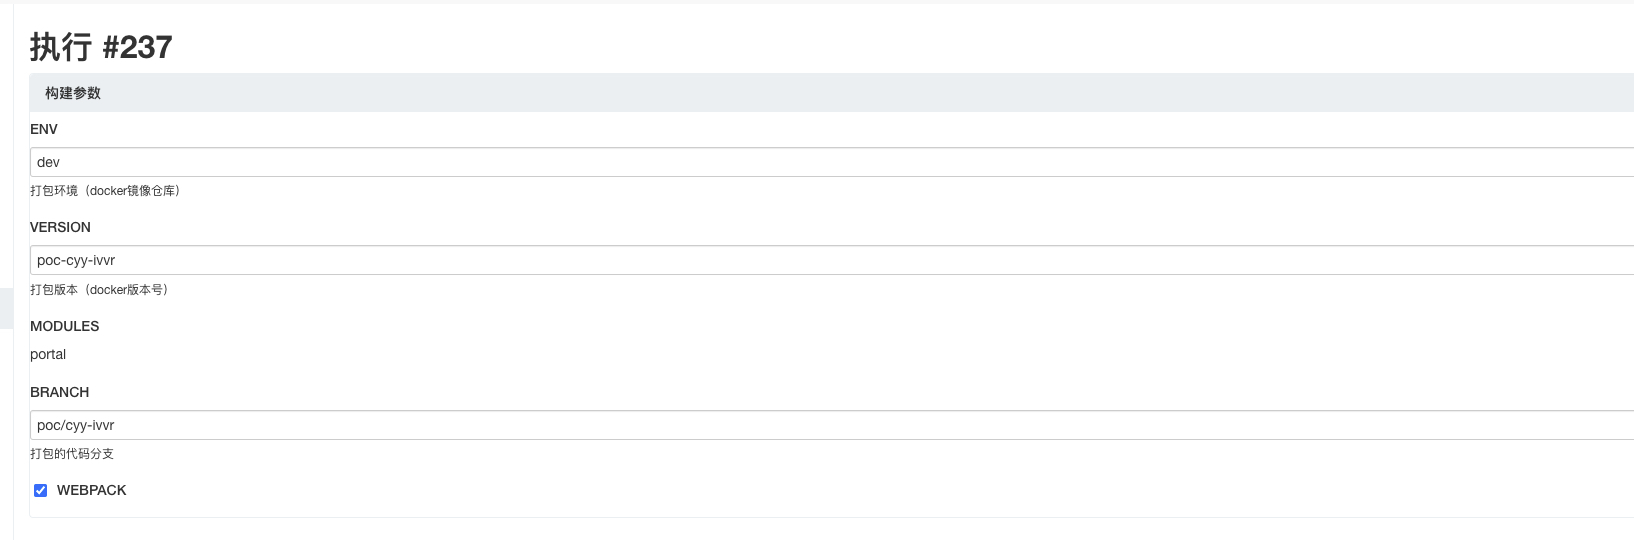 执行 #237
构建参数
ENV
dev
打包环境（docker镜像仓库）
VERSION
poc-cyy-ivvr
打包版本（docker版本号）
MODULES
portal
BRANCH
poc/cyy-ivvr
打包的代码分支
WEBPACK